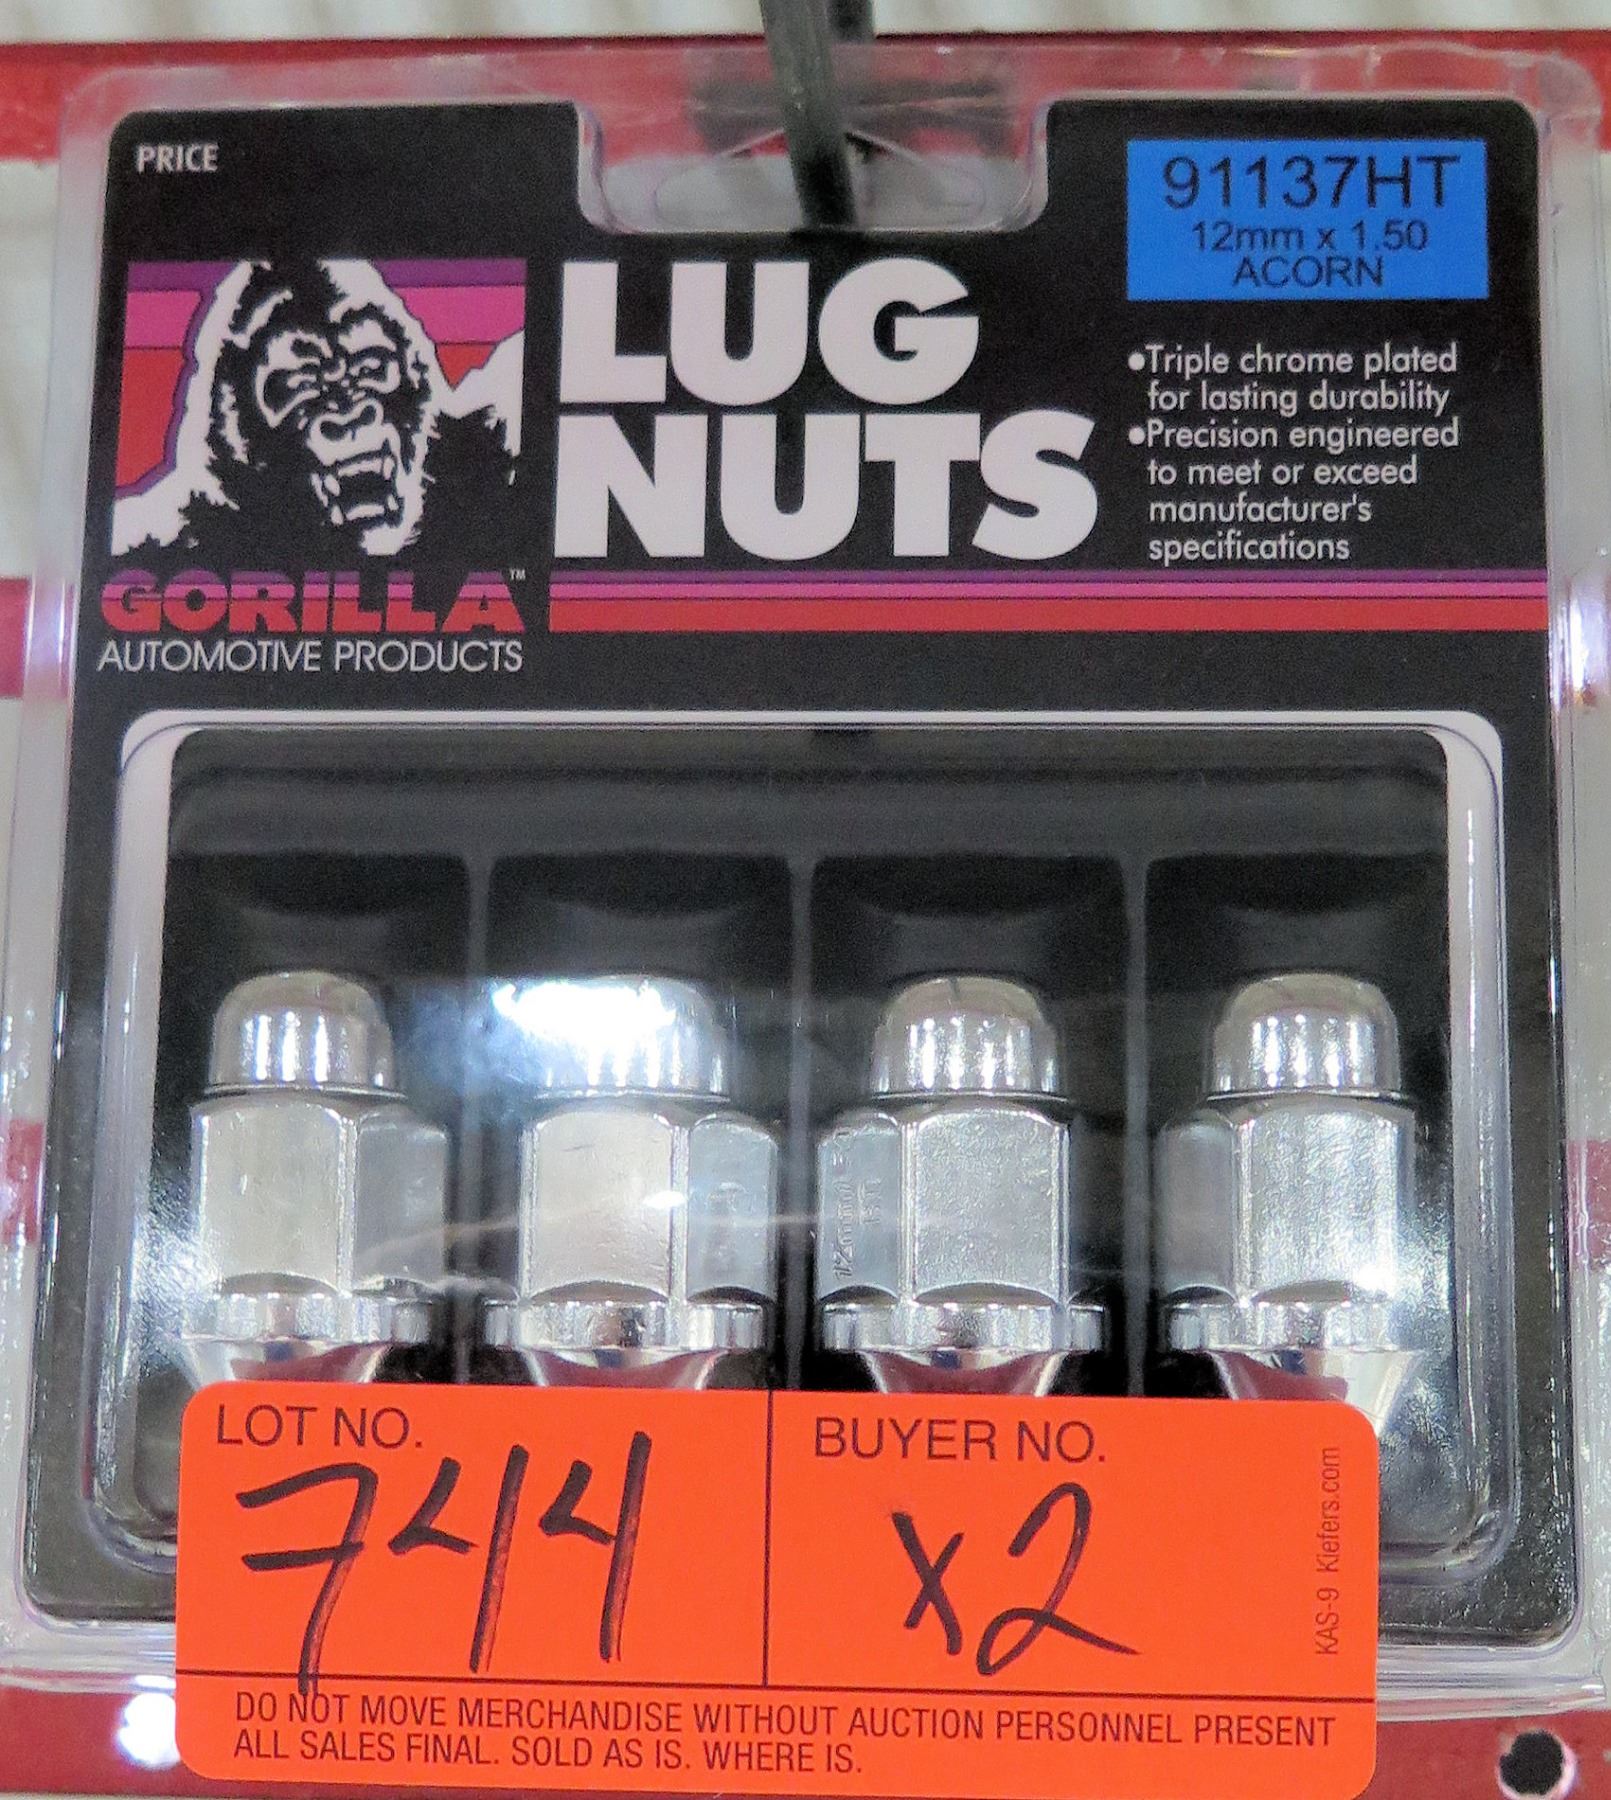 PRICE
91137HT
12mm x 1.50
ACORN
LUG
NUTS
•Triple chrome plated
for lasting durability
•Precision engineered
to meet or exceed
manufacturer's
specifications
GORILLA™
AUTOMOTIVE PRODUCTS
12mm
LOT NO.
744
BUYER NO.
x2
KAS-9 Kiefers.com
DO NOT MOVE MERCHANDISE WITHOUT AUCTION PERSONNEL PRESENT
ALL SALES FINAL. SOLD AS IS. WHERE IS.